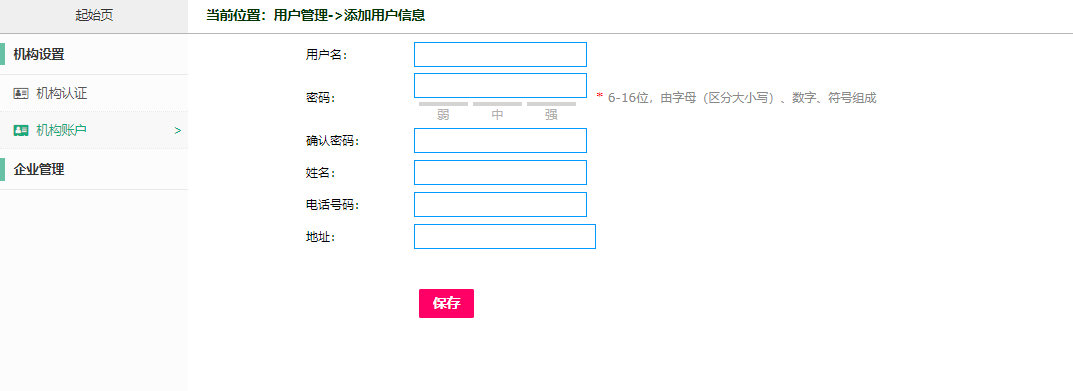 起始页
当前位置：用户管理->添加用户信息
机构设置
机构认证
机构账户 >
企业管理
用户名：
密码：
* 6-16位，由字母（区分大小写）、数字、符号组成
弱 中 强
确认密码：
姓名：
电话号码：
地址：
保存